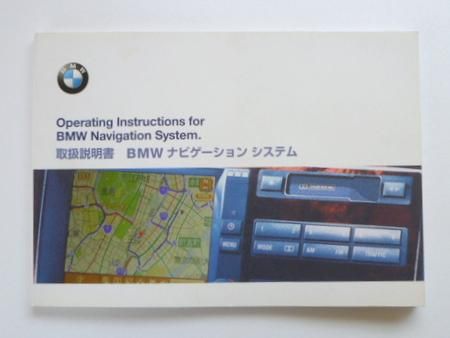 BMW
Operating Instructions for
BMW Navigation System.
取扱説明書 BMW ナビゲーション システム
MENU
MODE
AM
FM